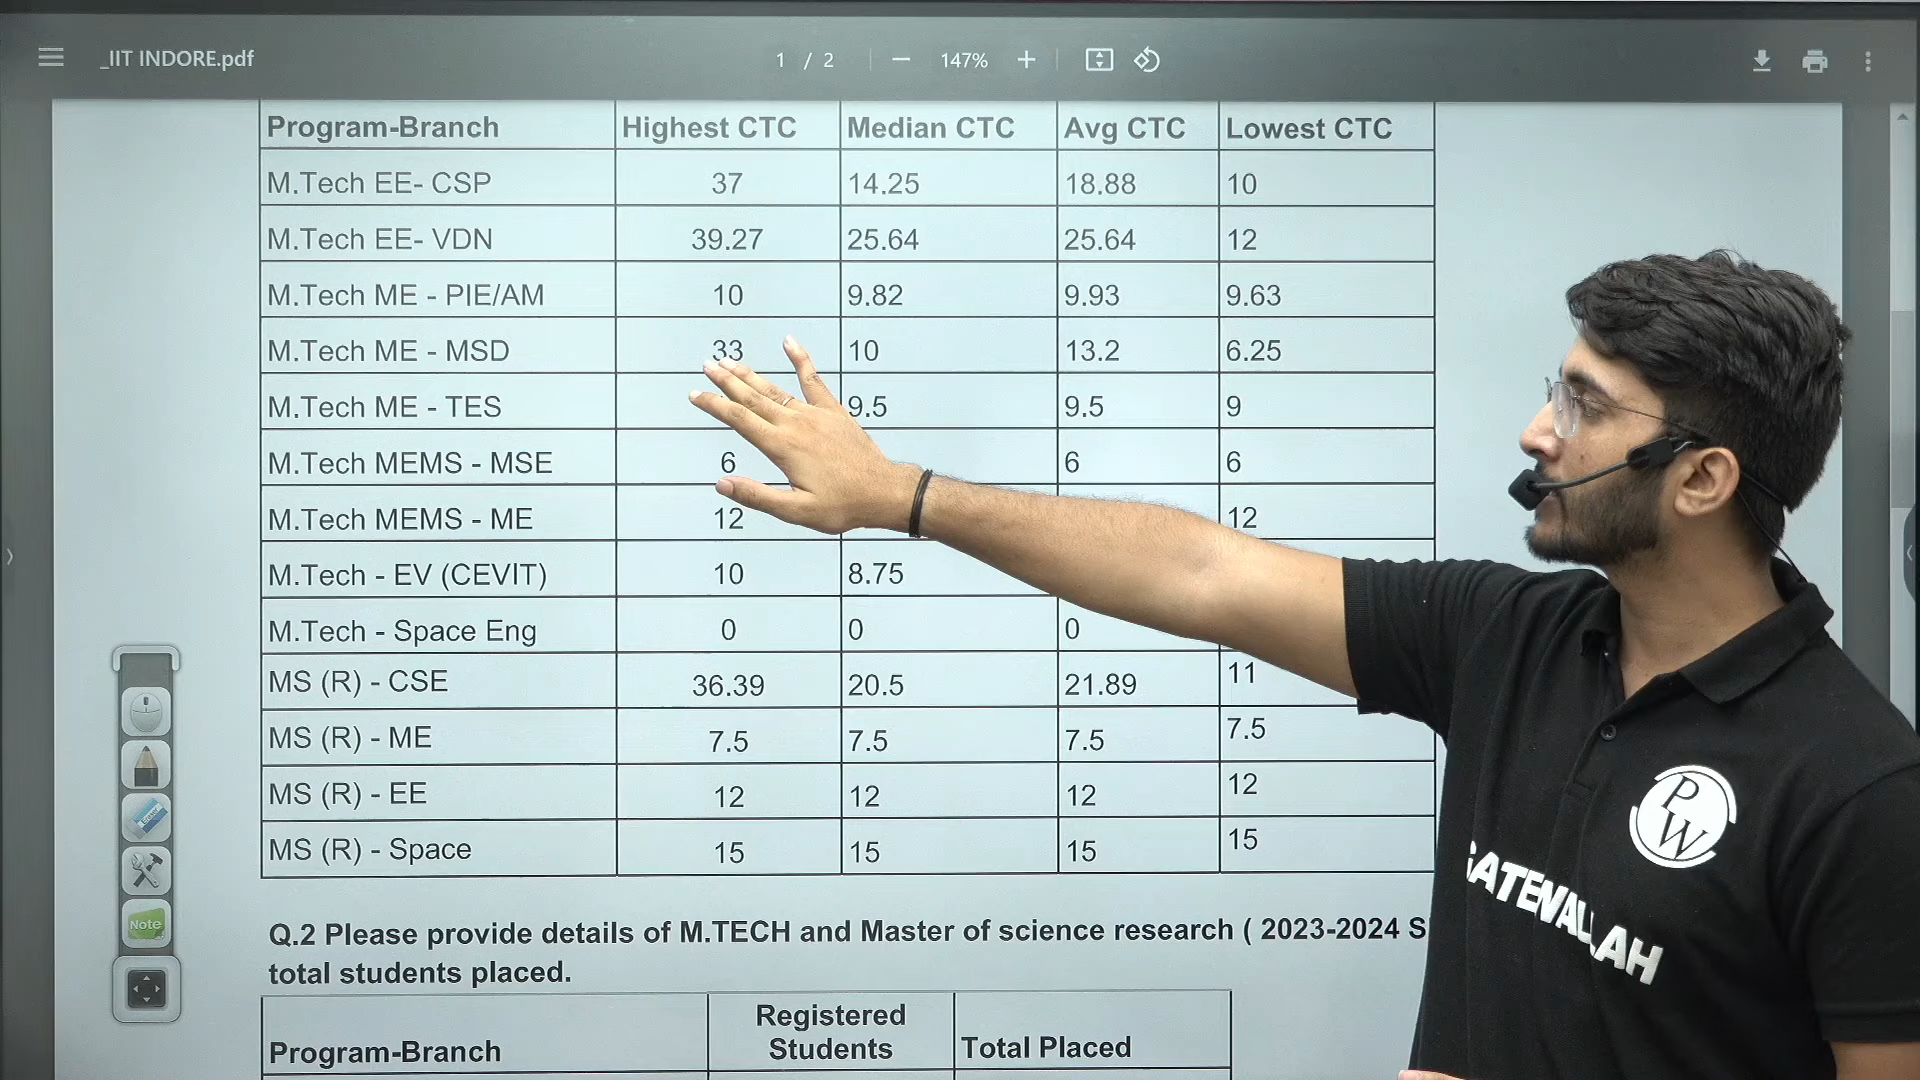 _IIT INDORE.pdf
1 / 2
147%
Program-Branch Highest CTC Median CTC Avg CTC Lowest CTC
M.Tech EE- CSP 37 14.25 18.88 10
M.Tech EE- VDN 39.27 25.64 25.64 12
M.Tech ME - PIE/AM 10 9.82 9.93 9.63
M.Tech ME - MSD 33 10 13.2 6.25
M.Tech ME - TES 9.5 9.5 9
M.Tech MEMS - MSE 6 6 6
M.Tech MEMS - ME 12 12
M.Tech - EV (CEVIT) 10 8.75
M.Tech - Space Eng 0 0 0
MS (R) - CSE 36.39 20.5 21.89 11
MS (R) - ME 7.5 7.5 7.5 7.5
MS (R) - EE 12 12 12 12
MS (R) - Space 15 15 15 15
Q.2 Please provide details of M.TECH and Master of science research ( 2023-2024 S
total students placed.
Program-Branch Registered Students Total Placed
Eraser
Note
PW
GATEWALLAH